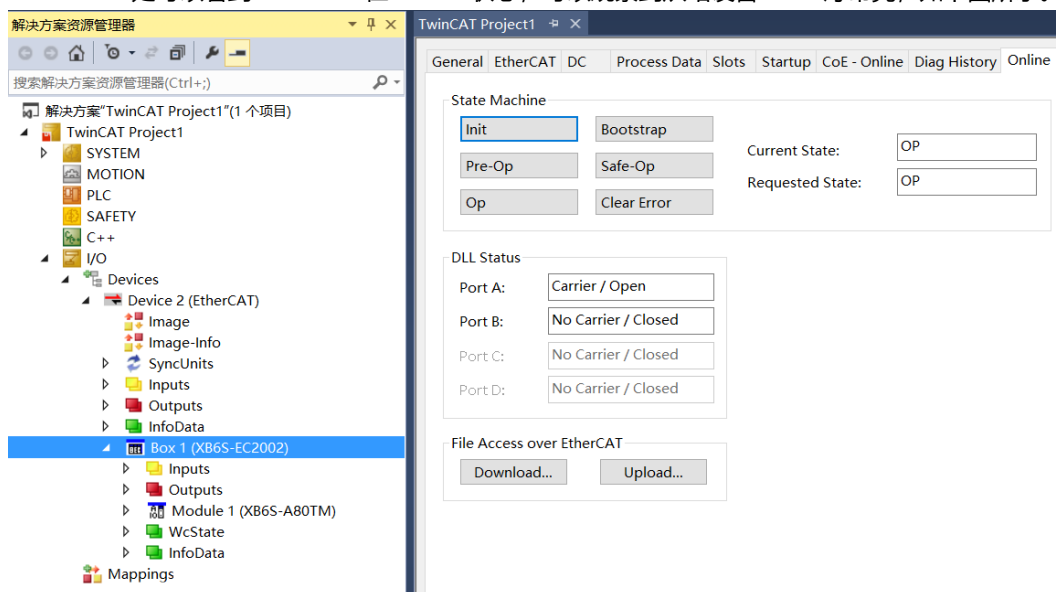 解决方案资源管理器
搜索解决方案资源管理器(Ctrl+;)
解决方案"TwinCAT Project1"(1 个项目)
TwinCAT Project1
SYSTEM
MOTION
PLC
SAFETY
C++
I/O
Devices
Device 2 (EtherCAT)
Image
Image-Info
SyncUnits
Inputs
Outputs
InfoData
Box 1 (XB6S-EC2002)
Inputs
Outputs
Module 1 (XB6S-A80TM)
WcState
InfoData
Mappings
TwinCAT Project1
General EtherCAT DC Process Data Slots Startup CoE - Online Diag History Online
State Machine
Init Bootstrap
Pre-Op Safe-Op
Op Clear Error
Current State: OP
Requested State: OP
DLL Status
Port A: Carrier / Open
Port B: No Carrier / Closed
Port C: No Carrier / Closed
Port D: No Carrier / Closed
File Access over EtherCAT
Download... Upload...